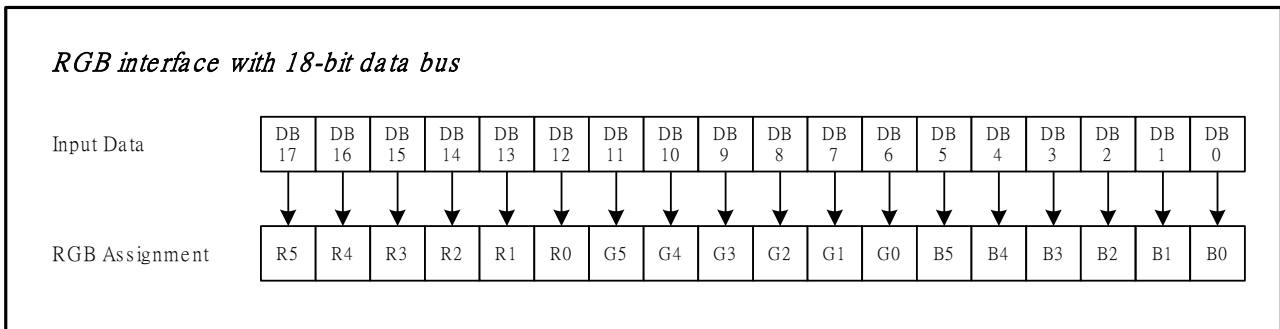 RGB interface with 18-bit data bus
Input Data
DB 17 DB 16 DB 15 DB 14 DB 13 DB 12 DB 11 DB 10 DB 9 DB 8 DB 7 DB 6 DB 5 DB 4 DB 3 DB 2 DB 1 DB 0
RGB Assignment
R5 R4 R3 R2 R1 R0 G5 G4 G3 G2 G1 G0 B5 B4 B3 B2 B1 B0